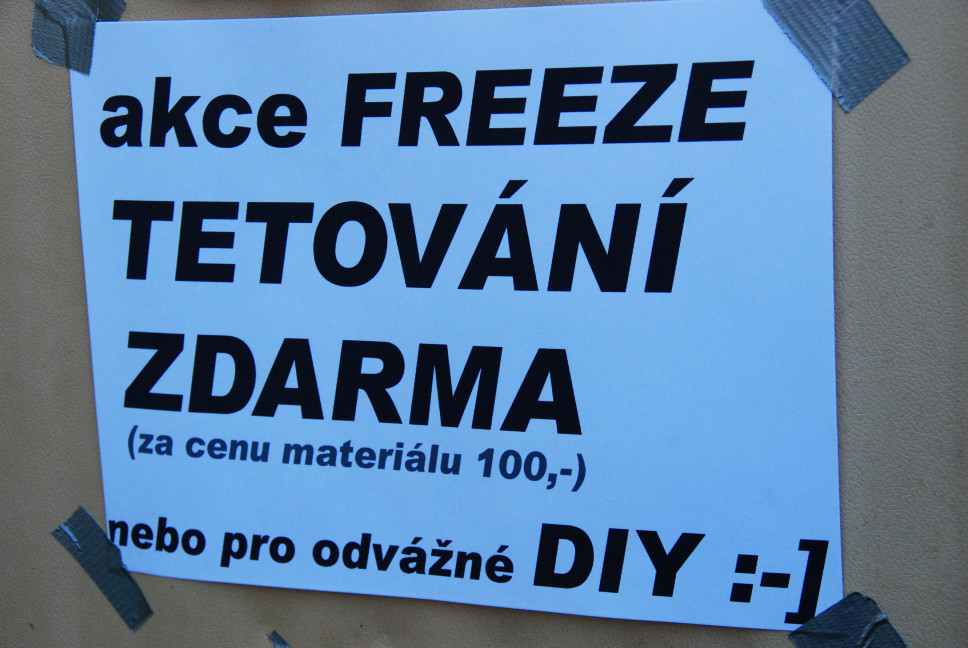 akce FREEZE
TETOVÁNÍ
ZDARMA
(za cenu materiálu 100,-)
nebo pro odvážné DIY :-]